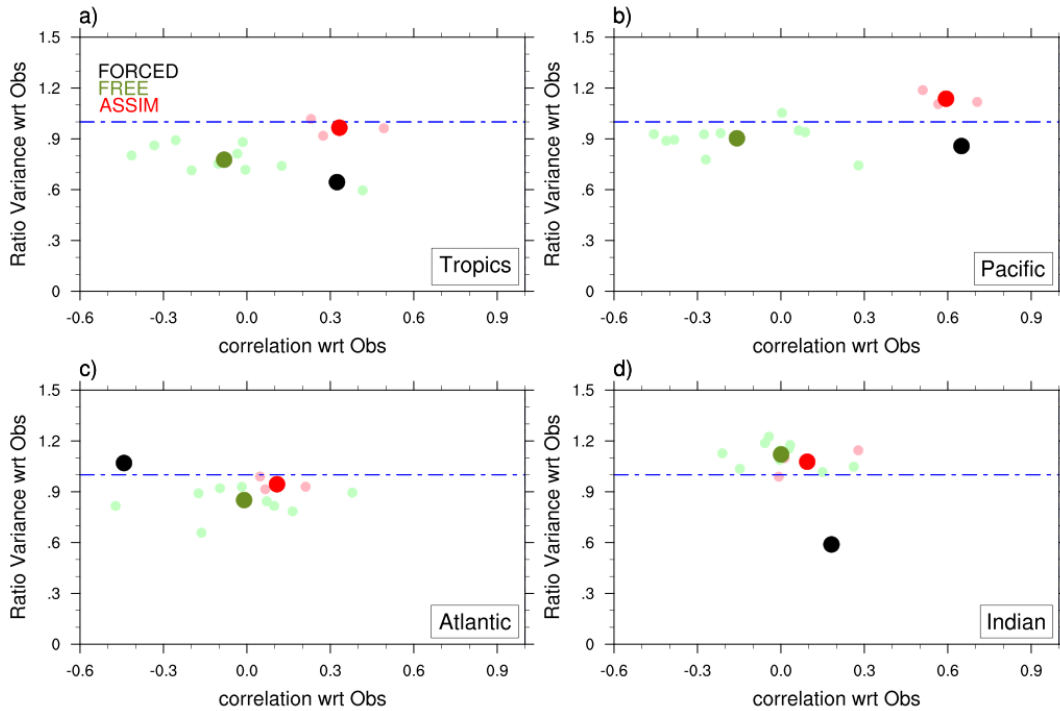 a)
b)
Ratio Variance wrt Obs
1.5
1.2
.9
.6
.3
0
FORCED
FREE
ASSIM
Tropics
-0.6 -0.3 0.0 0.3 0.6 0.9
correlation wrt Obs
Ratio Variance wrt Obs
1.5
1.2
.9
.6
.3
0
Pacific
-0.6 -0.3 0.0 0.3 0.6 0.9
correlation wrt Obs
c)
d)
Ratio Variance wrt Obs
1.5
1.2
.9
.6
.3
0
Atlantic
-0.6 -0.3 0.0 0.3 0.6 0.9
correlation wrt Obs
Ratio Variance wrt Obs
1.5
1.2
.9
.6
.3
0
Indian
-0.6 -0.3 0.0 0.3 0.6 0.9
correlation wrt Obs